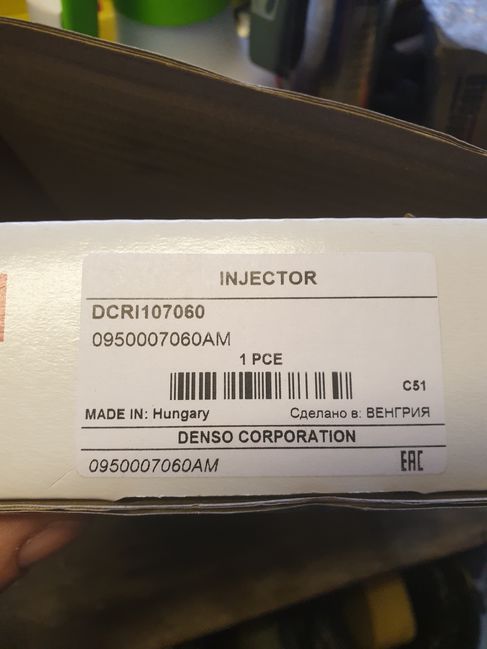 INJECTOR
DCRI107060
0950007060AM
1 PCE
C51
MADE IN: Hungary Сделано в: ВЕНГРИЯ
DENSO CORPORATION
0950007060AM EAC